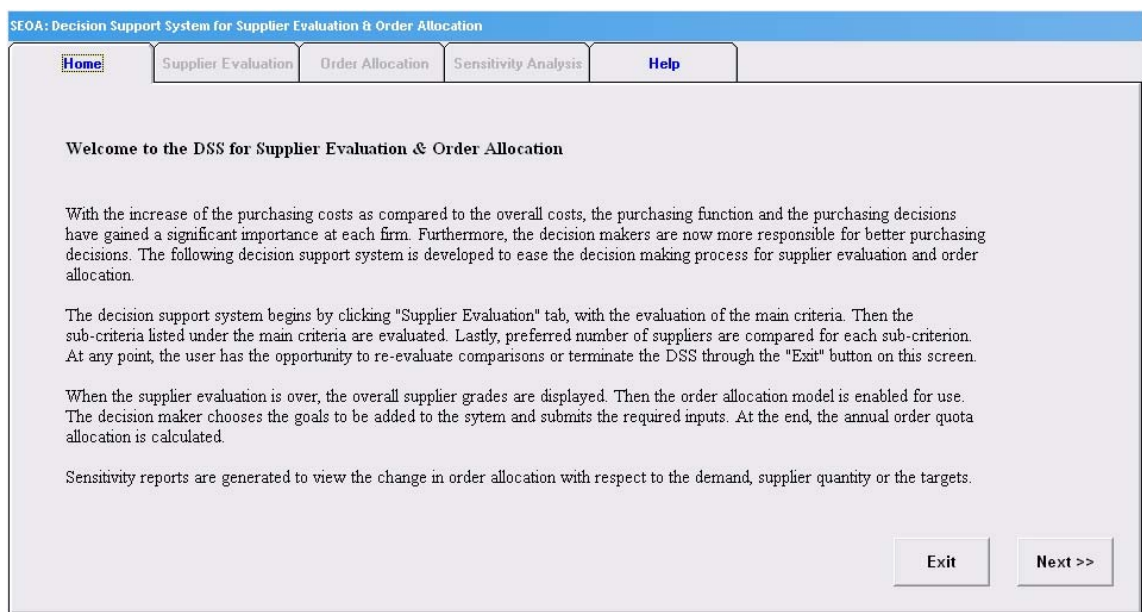 SEOA: Decision Support System for Supplier Evaluation & Order Allocation
Home Supplier Evaluation Order Allocation Sensitivity Analysis Help
Welcome to the DSS for Supplier Evaluation & Order Allocation
With the increase of the purchasing costs as compared to the overall costs, the purchasing function and the purchasing decisions
have gained a significant importance at each firm. Furthermore, the decision makers are now more responsible for better purchasing
decisions. The following decision support system is developed to ease the decision making process for supplier evaluation and order
allocation.
The decision support system begins by clicking "Supplier Evaluation" tab, with the evaluation of the main criteria. Then the
sub-criteria listed under the main criteria are evaluated. Lastly, preferred number of suppliers are compared for each sub-criterion.
At any point, the user has the opportunity to re-evaluate comparisons or terminate the DSS through the "Exit" button on this screen.
When the supplier evaluation is over, the overall supplier grades are displayed. Then the order allocation model is enabled for use.
The decision maker chooses the goals to be added to the sytem and submits the required inputs. At the end, the annual order quota
allocation is calculated.
Sensitivity reports are generated to view the change in order allocation with respect to the demand, supplier quantity or the targets.
Exit Next >>